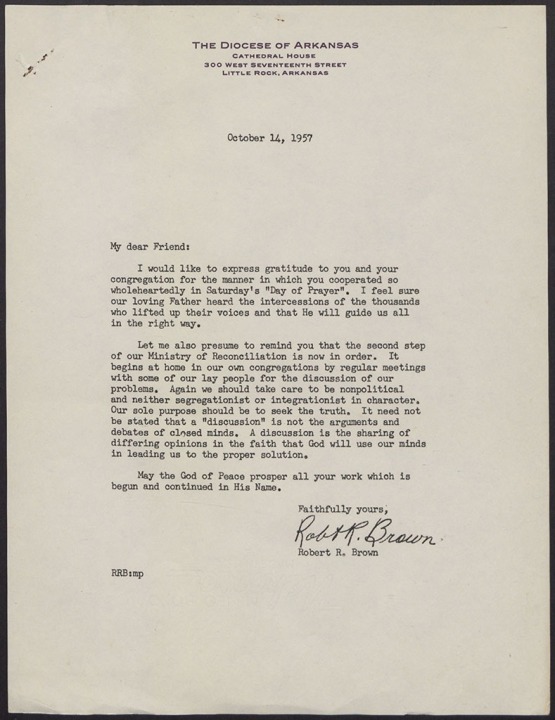 THE DIOCESE OF ARKANSAS
CATHEDRAL HOUSE
300 WEST SEVENTEENTH STREET
LITTLE ROCK, ARKANSAS
October 14, 1957
My dear Friend:
I would like to express gratitude to you and your
congregation for the manner in which you cooperated so
wholeheartedly in Saturday's "Day of Prayer". I feel sure
our loving Father heard the intercessions of the thousands
who lifted up their voices and that He will guide us all
in the right way.
Let me also presume to remind you that the second step
of our Ministry of Reconciliation is now in order. It
begins at home in our own congregations by regular meetings
with some of our lay people for the discussion of our
problems. Again we should take care to be nonpolitical
and neither segregationist or integrationist in character.
Our sole purpose should be to seek the truth. It need not
be stated that a "discussion" is not the arguments and
debates of closed minds. A discussion is the sharing of
differing opinions in the faith that God will use our minds
in leading us to the proper solution.
May the God of Peace prosper all your work which is
begun and continued in His Name.
Faithfully yours,
Robt R. Brown.
Robert R. Brown
RRB:mp